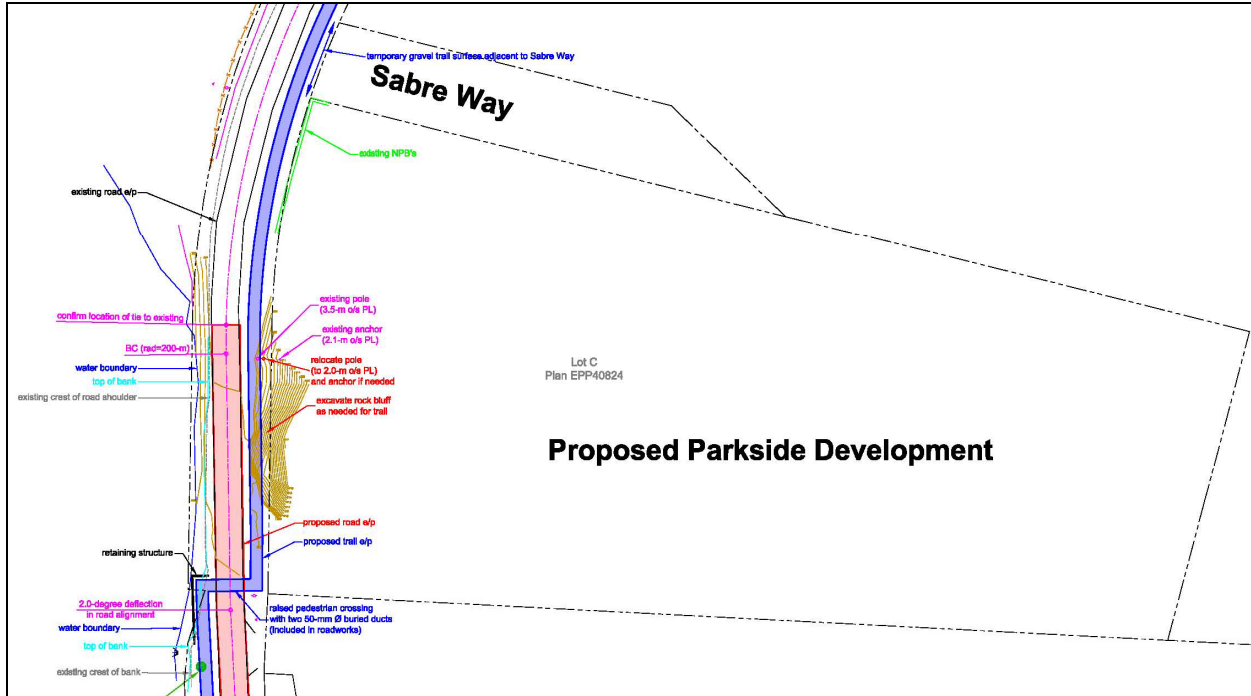 temporary gravel trail surface adjacent to Sabre Way
Sabre Way
existing NPB's
existing road e/p
existing pole
(3.5-m o/s PL)
confirm location of tie to existing
existing anchor
(2.1-m o/s PL)
BC (rad=200-m)
relocate pole
(to 2.0-m o/s PL)
and anchor if needed
water boundary
top of bank
existing crest of road shoulder
excavate rock bluff
as needed for trail
Lot C
Plan EPP40824
Proposed Parkside Development
proposed road e/p
proposed trail e/p
retaining structure
2.0-degree deflection
in road alignment
raised pedestrian crossing
with two 50-mm Ø buried ducts
(included in roadworks)
water boundary
top of bank
existing crest of bank